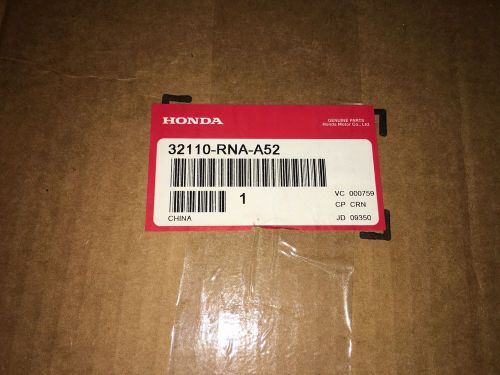 HONDA
GENUINE PARTS
Honda Motor Co., Ltd.
32110-RNA-A52
1
VC 000759
CP CRN
CHINA
JD 09350